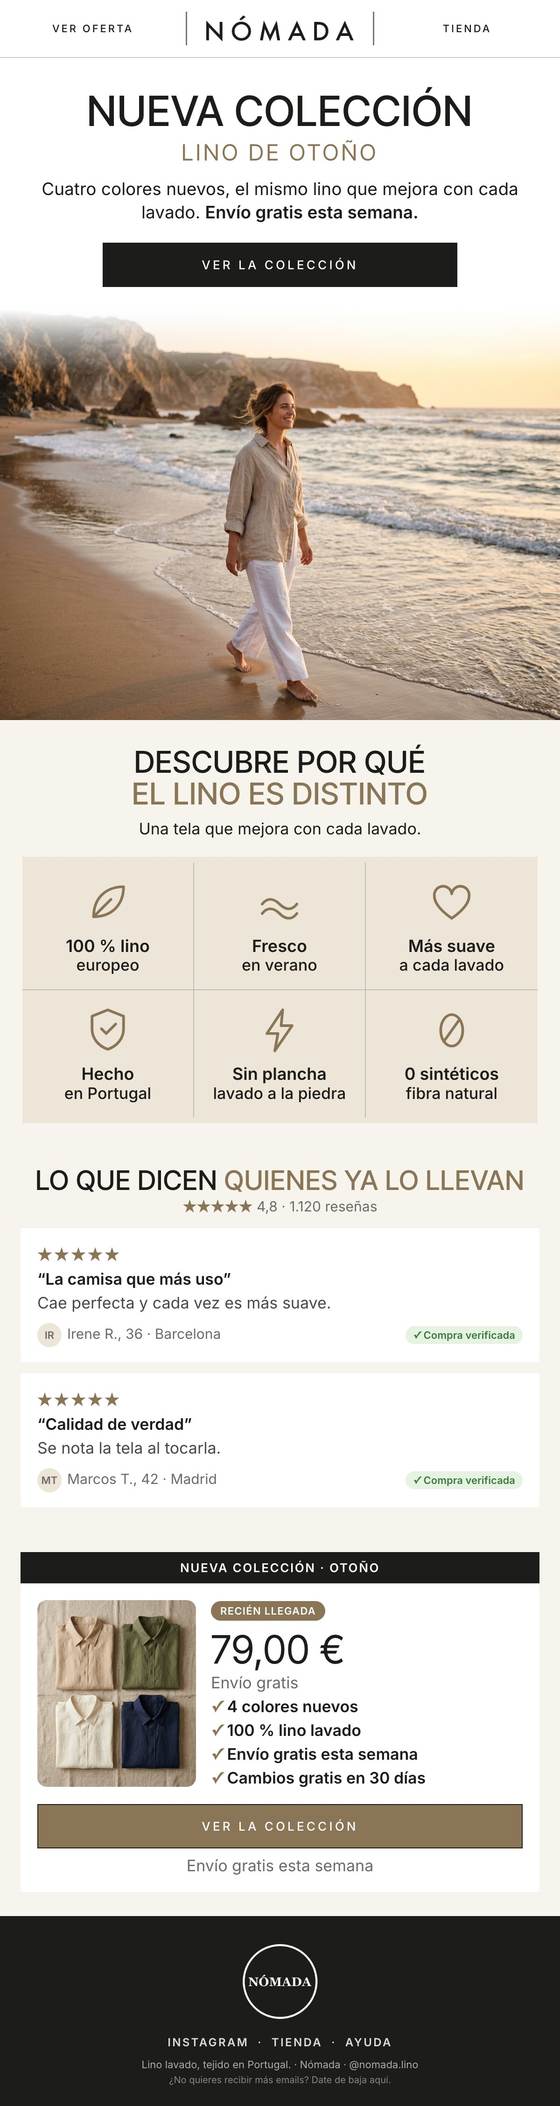 VER OFERTA
NÓMADA
TIENDA
NUEVA COLECCIÓN
LINO DE OTOÑO
Cuatro colores nuevos, el mismo lino que mejora con cada
lavado. Envío gratis esta semana.
VER LA COLECCIÓN
DESCUBRE POR QUÉ
EL LINO ES DISTINTO
Una tela que mejora con cada lavado.
100 % lino
europeo
Fresco
en verano
Más suave
a cada lavado
Hecho
en Portugal
Sin plancha
lavado a la piedra
0 sintéticos
fibra natural
LO QUE DICEN QUIENES YA LO LLEVAN
★★★★★ 4,8 · 1.120 reseñas
★★★★★
“La camisa que más uso”
Cae perfecta y cada vez es más suave.
IR Irene R., 36 · Barcelona
✓ Compra verificada
★★★★★
“Calidad de verdad”
Se nota la tela al tocarla.
MT Marcos T., 42 · Madrid
✓ Compra verificada
NUEVA COLECCIÓN · OTOÑO
RECIÉN LLEGADA
79,00 €
Envío gratis
✓ 4 colores nuevos
✓ 100 % lino lavado
✓ Envío gratis esta semana
✓ Cambios gratis en 30 días
VER LA COLECCIÓN
Envío gratis esta semana
NÓMADA
INSTAGRAM · TIENDA · AYUDA
Lino lavado, tejido en Portugal. · Nómada · @nomada.lino
¿No quieres recibir más emails? Date de baja aquí.